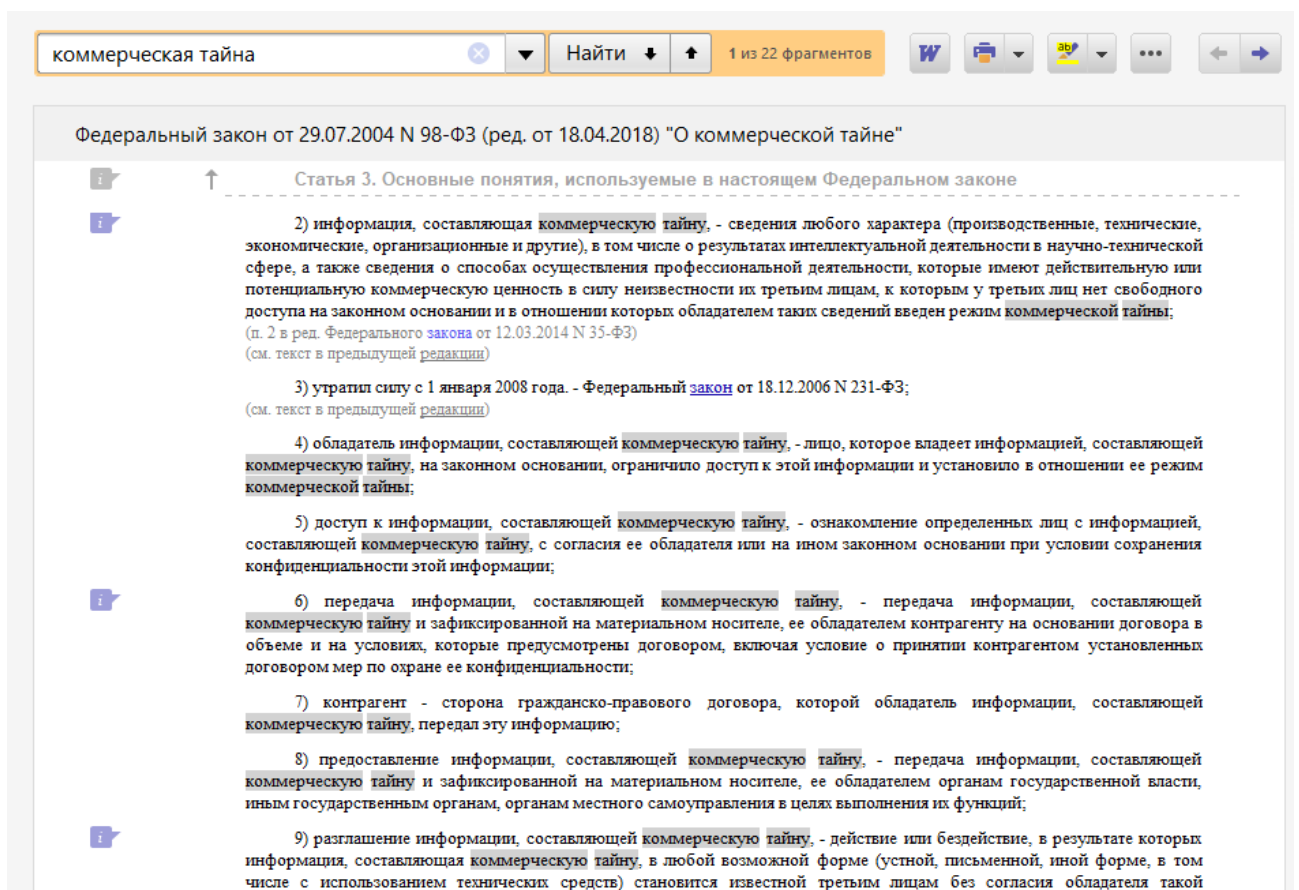 коммерческая тайна
Найти
1 из 22 фрагментов
W
ab
Федеральный закон от 29.07.2004 N 98-ФЗ (ред. от 18.04.2018) "О коммерческой тайне"
i
Статья 3. Основные понятия, используемые в настоящем Федеральном законе
i
2) информация, составляющая коммерческую тайну, - сведения любого характера (производственные, технические,
экономические, организационные и другие), в том числе о результатах интеллектуальной деятельности в научно-технической
сфере, а также сведения о способах осуществления профессиональной деятельности, которые имеют действительную или
потенциальную коммерческую ценность в силу неизвестности их третьим лицам, к которым у третьих лиц нет свободного
доступа на законном основании и в отношении которых обладателем таких сведений введен режим коммерческой тайны;
(п. 2 в ред. Федерального закона от 12.03.2014 N 35-ФЗ)
(см. текст в предыдущей редакции)
3) утратил силу с 1 января 2008 года. - Федеральный закон от 18.12.2006 N 231-ФЗ;
(см. текст в предыдущей редакции)
4) обладатель информации, составляющей коммерческую тайну, - лицо, которое владеет информацией, составляющей
коммерческую тайну, на законном основании, ограничило доступ к этой информации и установило в отношении ее режим
коммерческой тайны;
5) доступ к информации, составляющей коммерческую тайну, - ознакомление определенных лиц с информацией,
составляющей коммерческую тайну, с согласия ее обладателя или на ином законном основании при условии сохранения
конфиденциальности этой информации;
i
6) передача информации, составляющей коммерческую тайну, - передача информации, составляющей
коммерческую тайну и зафиксированной на материальном носителе, ее обладателем контрагенту на основании договора в
объеме и на условиях, которые предусмотрены договором, включая условие о принятии контрагентом установленных
договором мер по охране ее конфиденциальности;
7) контрагент - сторона гражданско-правового договора, которой обладатель информации, составляющей
коммерческую тайну, передал эту информацию;
8) предоставление информации, составляющей коммерческую тайну, - передача информации, составляющей
коммерческую тайну и зафиксированной на материальном носителе, ее обладателем органам государственной власти,
иным государственным органам, органам местного самоуправления в целях выполнения их функций;
i
9) разглашение информации, составляющей коммерческую тайну, - действие или бездействие, в результате которых
информация, составляющая коммерческую тайну, в любой возможной форме (устной, письменной, иной форме, в том
числе с использованием технических средств) становится известной третьим лицам без согласия обладателя такой